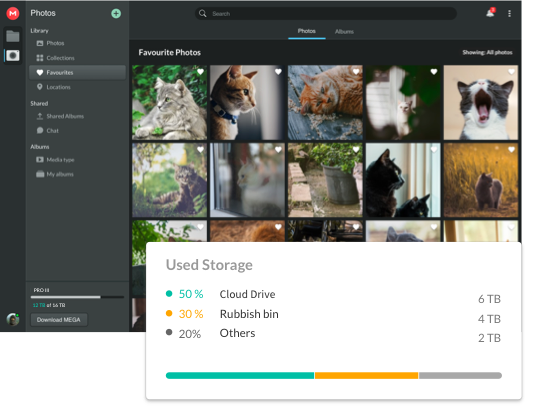 Photos
Search
2
Photos
Albums
Library
Photos
Collections
Favourites
Locations
Shared
Shared Albums
Chat
Albums
Media type
My albums
Favourite Photos
Showing: All photos
PRO III
12 TB of 16 TB
Download MEGA
Used Storage
50 % Cloud Drive 6 TB
30 % Rubbish bin 4 TB
20% Others 2 TB